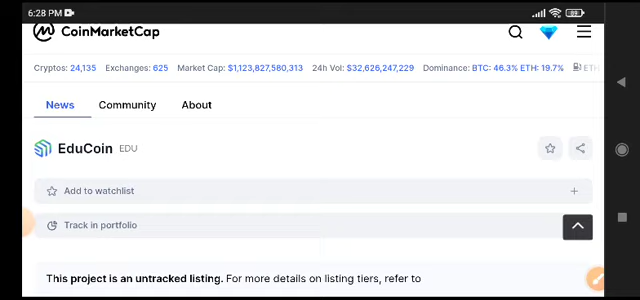 6:28 PM
CoinMarketCap
Cryptos: 24,135 Exchanges: 625 Market Cap: $1,123,827,580,313 24h Vol: $32,626,247,229 Dominance: BTC: 46.3% ETH: 19.7% ETH
News Community About
EduCoin EDU
Add to watchlist +
Track in portfolio
This project is an untracked listing. For more details on listing tiers, refer to